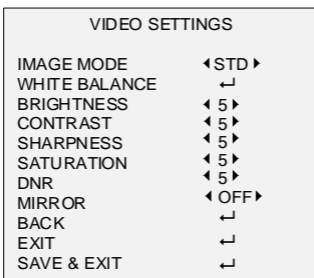 VIDEO SETTINGS
IMAGE MODE ◂STD▸
WHITE BALANCE ↵
BRIGHTNESS ◂5▸
CONTRAST ◂5▸
SHARPNESS ◂5▸
SATURATION ◂5▸
DNR ◂5▸
MIRROR ◂OFF▸
BACK ↵
EXIT ↵
SAVE & EXIT ↵